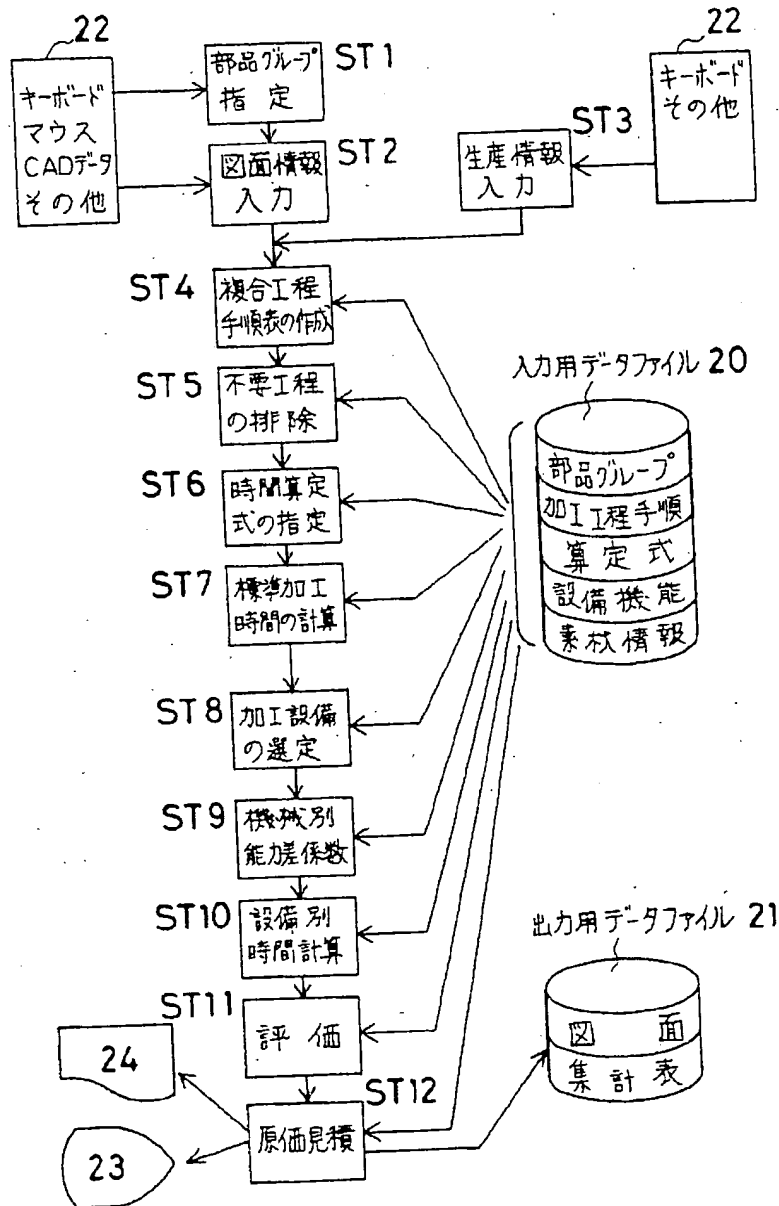 22
キーボード
マウス
CADデータ
その他
部品グループ
指定
ST1
図面情報
入力
ST2
22
キーボード
その他
ST3
生産情報
入力
ST4
複合工程
手順表の作成
ST5
不要工程
の排除
ST6
時間算定
式の指定
ST7
標準加工
時間の計算
ST8
加工設備
の選定
ST9
機械別
能力差係数
ST10
設備別
時間計算
ST11
評価
ST12
原価見積
24
23
入力用データファイル 20
部品グループ
加工工程手順
算定式
設備機能
素材情報
出力用データファイル 21
図面
集計表